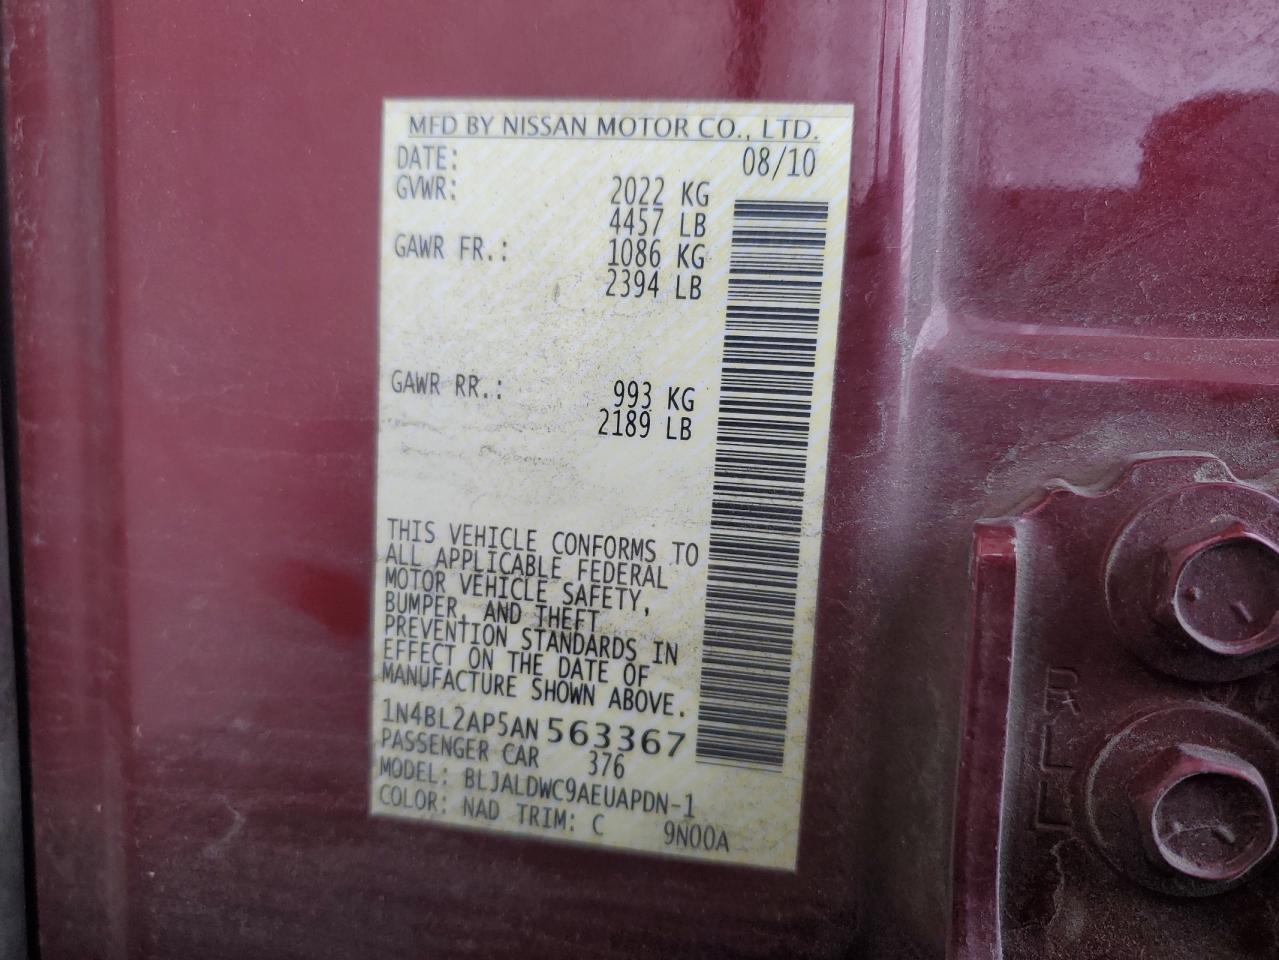 MFD BY NISSAN MOTOR CO., LTD.
DATE: 08/10
GVWR: 2022 KG
4457 LB
GAWR FR.: 1086 KG
2394 LB
GAWR RR.: 993 KG
2189 LB
THIS VEHICLE CONFORMS TO
ALL APPLICABLE FEDERAL
MOTOR VEHICLE SAFETY,
BUMPER, AND THEFT
PREVENTION STANDARDS IN
EFFECT ON THE DATE OF
MANUFACTURE SHOWN ABOVE.
1N4BL2AP5AN563367
PASSENGER CAR 376
MODEL: BLJALDWC9AEUAPDN-1
COLOR: NAD TRIM: C 9N00A
RLL